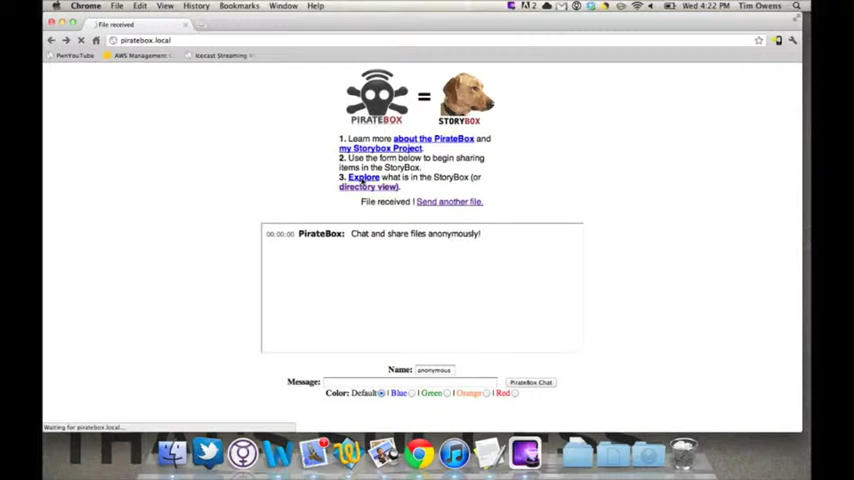 Chrome File Edit View History Bookmarks Window Help
A 2
Wed 4:22 PM Tim Owens
File received
piratebox.local
PwnYouTube AWS Management Icecast Streaming
PIRATEBOX = STORYBOX
1. Learn more about the PirateBox and
my Storybox Project.
2. Use the form below to begin sharing
items in the StoryBox.
3. Explore what is in the StoryBox (or
directory view).
File received ! Send another file.
00:00:00 PirateBox: Chat and share files anonymously!
Name: anonymous
Message: PirateBox Chat
Color: Default | Blue | Green | Orange | Red
Waiting for piratebox.local...